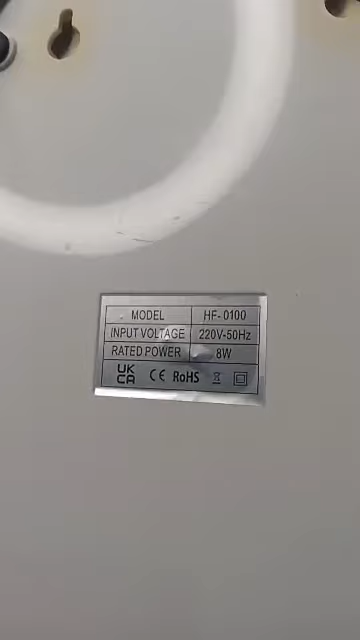 MODEL HF-0100
INPUT VOLTAGE 220V-50Hz
RATED POWER 8W
UK CA CE RoHS